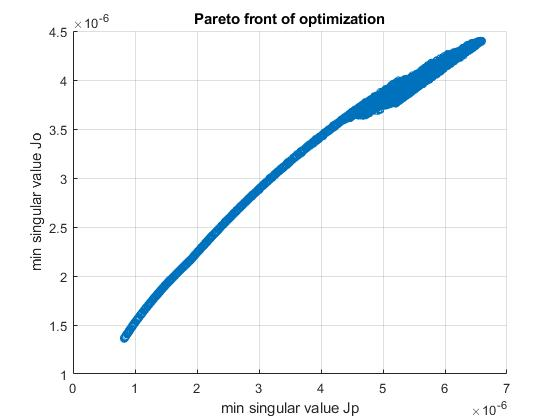 Pareto front of optimization
×10⁻⁶
4.5
4
3.5
3
2.5
2
1.5
1
min singular value Jo
0 1 2 3 4 5 6 7
min singular value Jp
×10⁻⁶